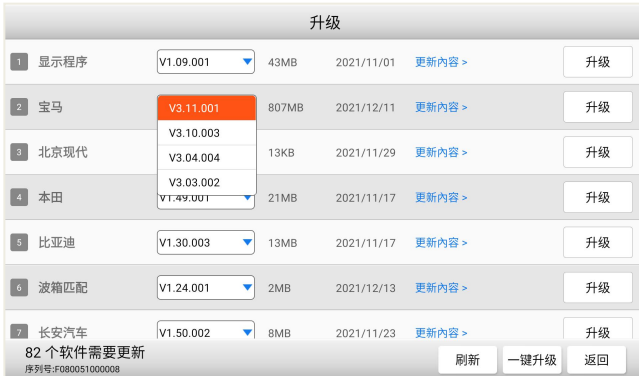 升级
1 显示程序 V1.09.001 43MB 2021/11/01 更新内容 > 升级
2 宝马 V3.11.001 807MB 2021/12/11 更新内容 > 升级
V3.10.003
3 北京现代 V3.04.004 13KB 2021/11/29 更新内容 > 升级
V3.03.002
4 本田 V1.49.001 21MB 2021/11/17 更新内容 > 升级
5 比亚迪 V1.30.003 13MB 2021/11/17 更新内容 > 升级
6 波箱匹配 V1.24.001 2MB 2021/12/13 更新内容 > 升级
7 长安汽车 V1.50.002 8MB 2021/11/23 更新内容 > 升级
82 个软件需要更新 刷新 一键升级 返回
序列号:F080051000008